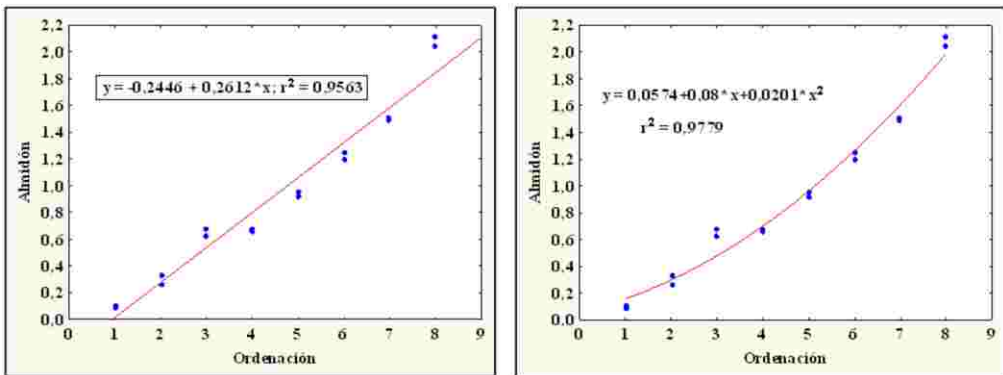 2,2
2,0
1,8
1,6
1,4
1,2
1,0
0,8
0,6
0,4
0,2
0,0
Almidón
y = -0,2446 + 0,2612*x; r² = 0,9563
0 1 2 3 4 5 6 7 8 9
Ordenación
2,2
2,0
1,8
1,6
1,4
1,2
1,0
0,8
0,6
0,4
0,2
0,0
Almidón
y = 0,0574+0,08*x+0,0201*x²
r² = 0,9779
0 1 2 3 4 5 6 7 8 9
Ordenación